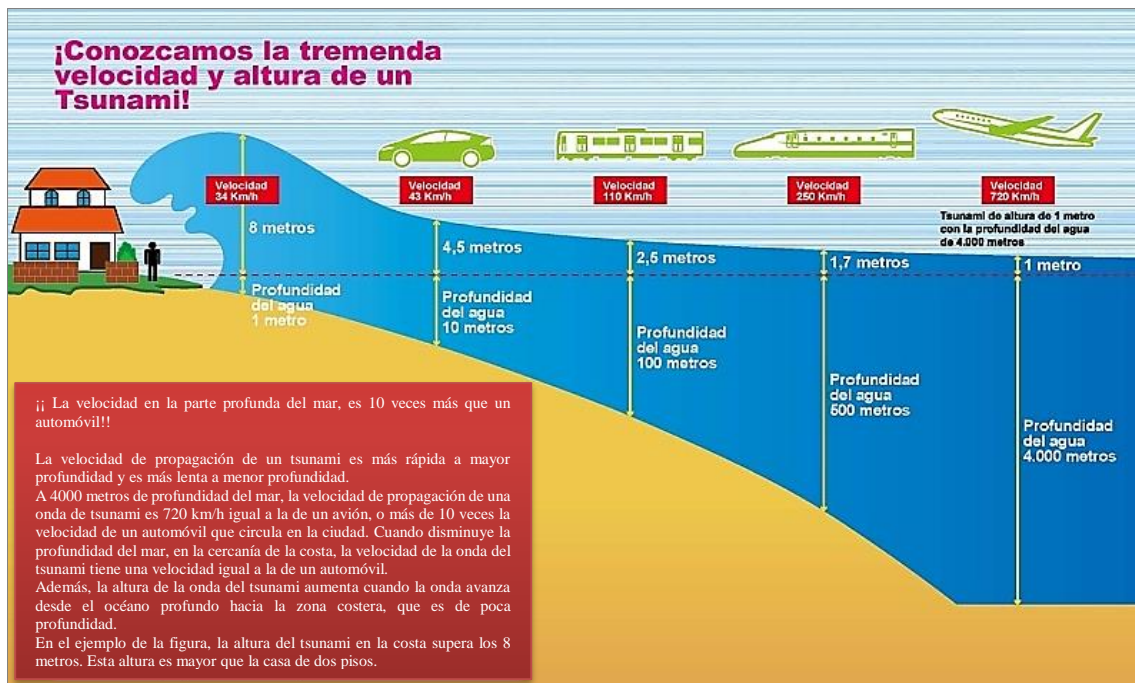 ¡Conozcamos la tremenda
velocidad y altura de un
Tsunami!
Velocidad
34 Km/h
Velocidad
43 Km/h
Velocidad
110 Km/h
Velocidad
250 Km/h
Velocidad
720 Km/h
Tsunami de altura de 1 metro
con la profundidad del agua
de 4.000 metros
8 metros
4,5 metros
2,5 metros
1,7 metros
1 metro
Profundidad
del agua
1 metro
Profundidad
del agua
10 metros
Profundidad
del agua
100 metros
Profundidad
del agua
500 metros
Profundidad
del agua
4.000 metros
¡¡ La velocidad en la parte profunda del mar, es 10 veces más que un
automóvil!!
La velocidad de propagación de un tsunami es más rápida a mayor
profundidad y es más lenta a menor profundidad.
A 4000 metros de profundidad del mar, la velocidad de propagación de una
onda de tsunami es 720 km/h igual a la de un avión, o más de 10 veces la
velocidad de un automóvil que circula en la ciudad. Cuando disminuye la
profundidad del mar, en la cercanía de la costa, la velocidad de la onda del
tsunami tiene una velocidad igual a la de un automóvil.
Además, la altura de la onda del tsunami aumenta cuando la onda avanza
desde el océano profundo hacia la zona costera, que es de poca
profundidad.
En el ejemplo de la figura, la altura del tsunami en la costa supera los 8
metros. Esta altura es mayor que la casa de dos pisos.